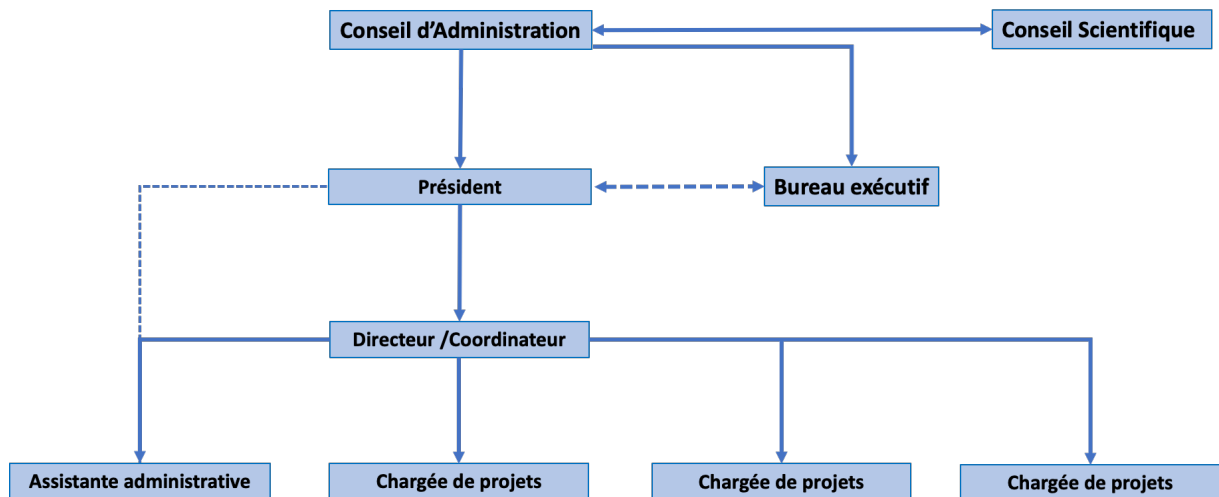 Conseil d’Administration
Conseil Scientifique
Président
Bureau exécutif
Directeur /Coordinateur
Assistante administrative
Chargée de projets
Chargée de projets
Chargée de projets